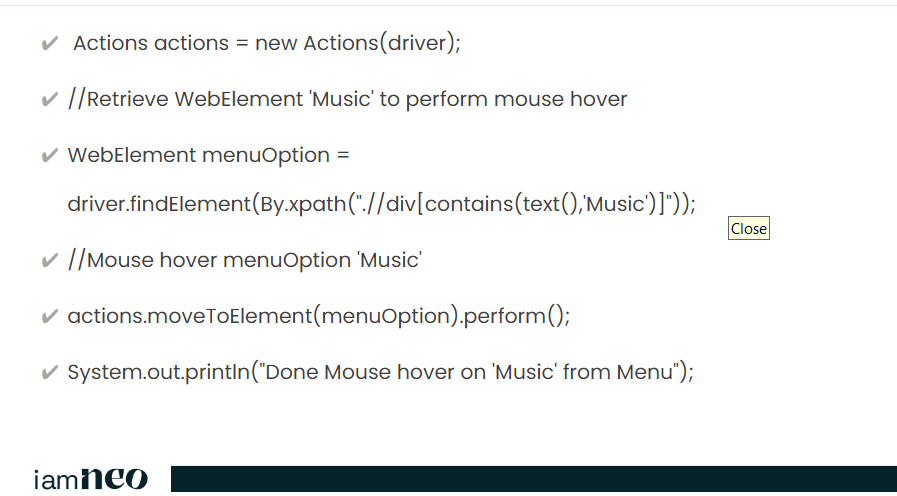 ✔ Actions actions = new Actions(driver);
✔ //Retrieve WebElement 'Music' to perform mouse hover
✔ WebElement menuOption =
driver.findElement(By.xpath(".//div[contains(text(),'Music')]"));
Close
✔ //Mouse hover menuOption 'Music'
✔ actions.moveToElement(menuOption).perform();
✔ System.out.println("Done Mouse hover on 'Music' from Menu");
iamneo